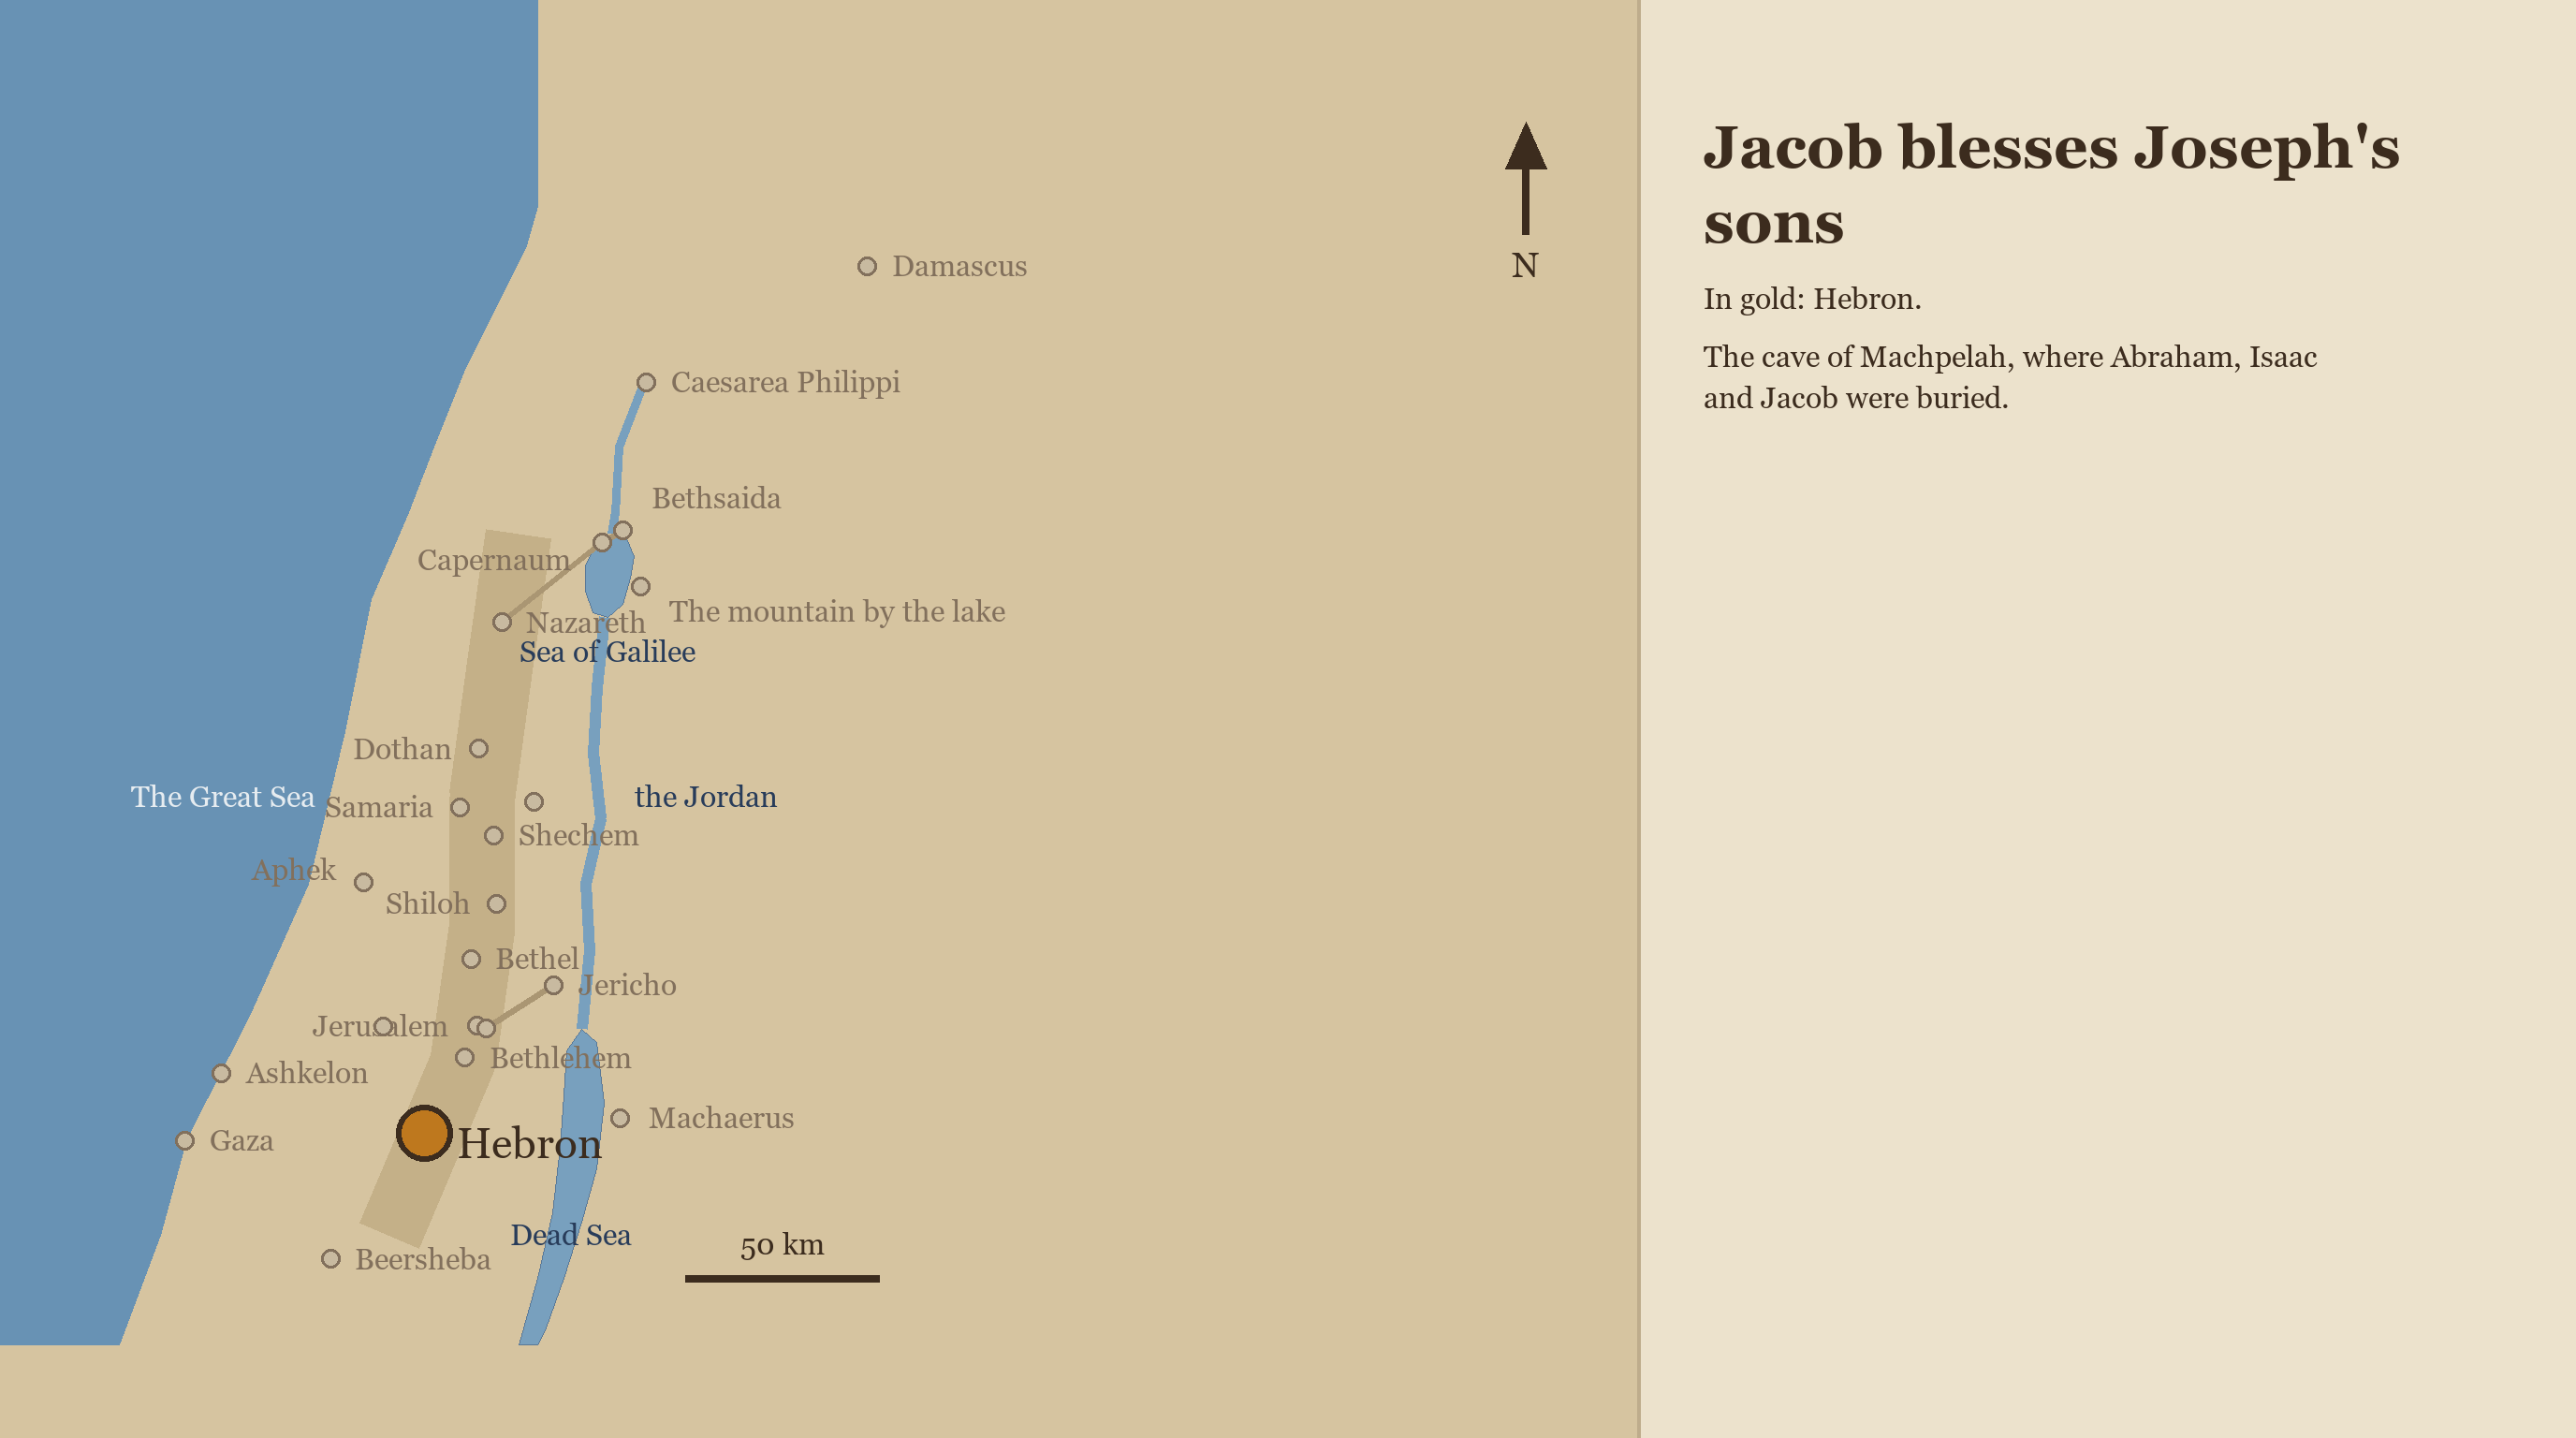 Jacob blesses Joseph's
sons
In gold: Hebron.
The cave of Machpelah, where Abraham, Isaac
and Jacob were buried.
N
Damascus
Caesarea Philippi
Bethsaida
Capernaum
The mountain by the lake
Nazareth
Sea of Galilee
Dothan
The Great Sea
the Jordan
Samaria
Shechem
Aphek
Shiloh
Bethel
Jericho
Jerusalem
Bethlehem
Ashkelon
Machaerus
Gaza
Hebron
Dead Sea
50 km
Beersheba